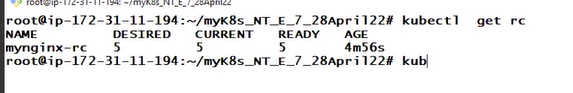 root@ip-172-31-11-194: ~/myK8s_NT_E_7_28April22
root@ip-172-31-11-194:~/myK8s_NT_E_7_28April22# kubectl  get rc
NAME         DESIRED   CURRENT   READY   AGE
mynginx-rc   5         5         5       4m56s
root@ip-172-31-11-194:~/myK8s_NT_E_7_28April22# kub